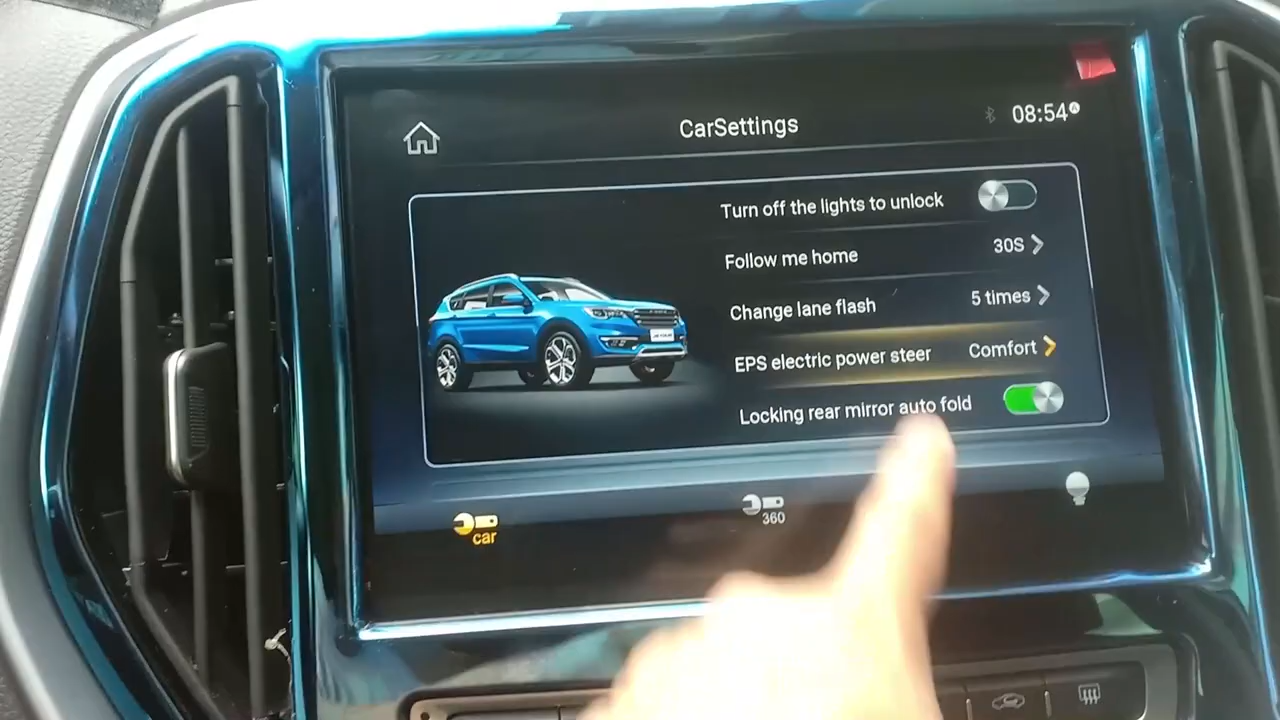 CarSettings
08:54
Turn off the lights to unlock
Follow me home 30S
Change lane flash 5 times
EPS electric power steer Comfort
Locking rear mirror auto fold
car
360